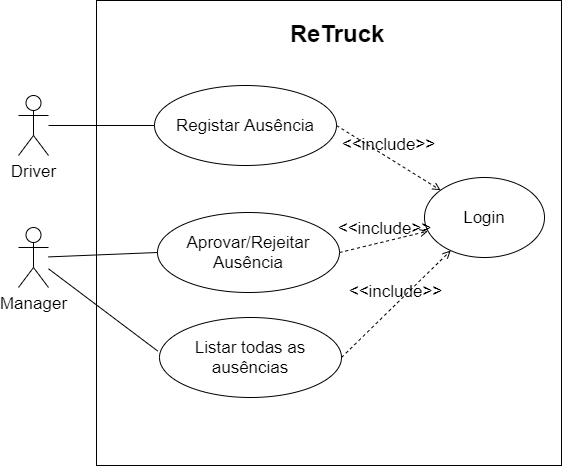 ReTruck
Registar Ausência
<<include>>
Driver
Aprovar/Rejeitar
Ausência
<<include>>
Login
Manager
<<include>>
Listar todas as
ausências